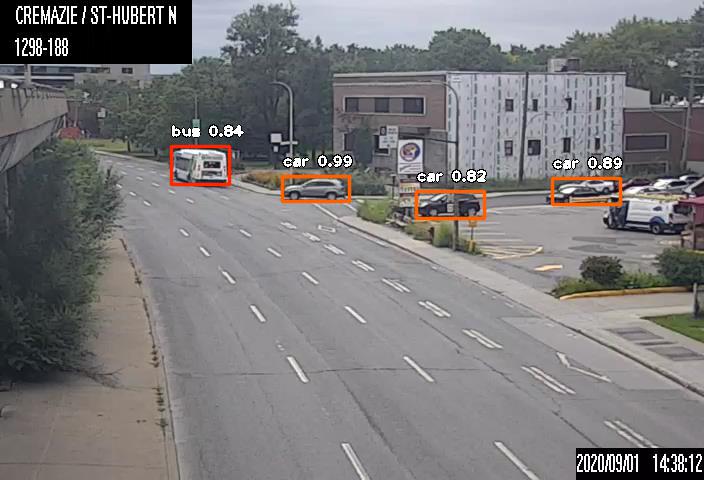 CREMAZIE / ST-HUBERT N
1298-188
bus 0.84
car 0.99
car 0.82
car 0.89
2020/09/01 14:38:12